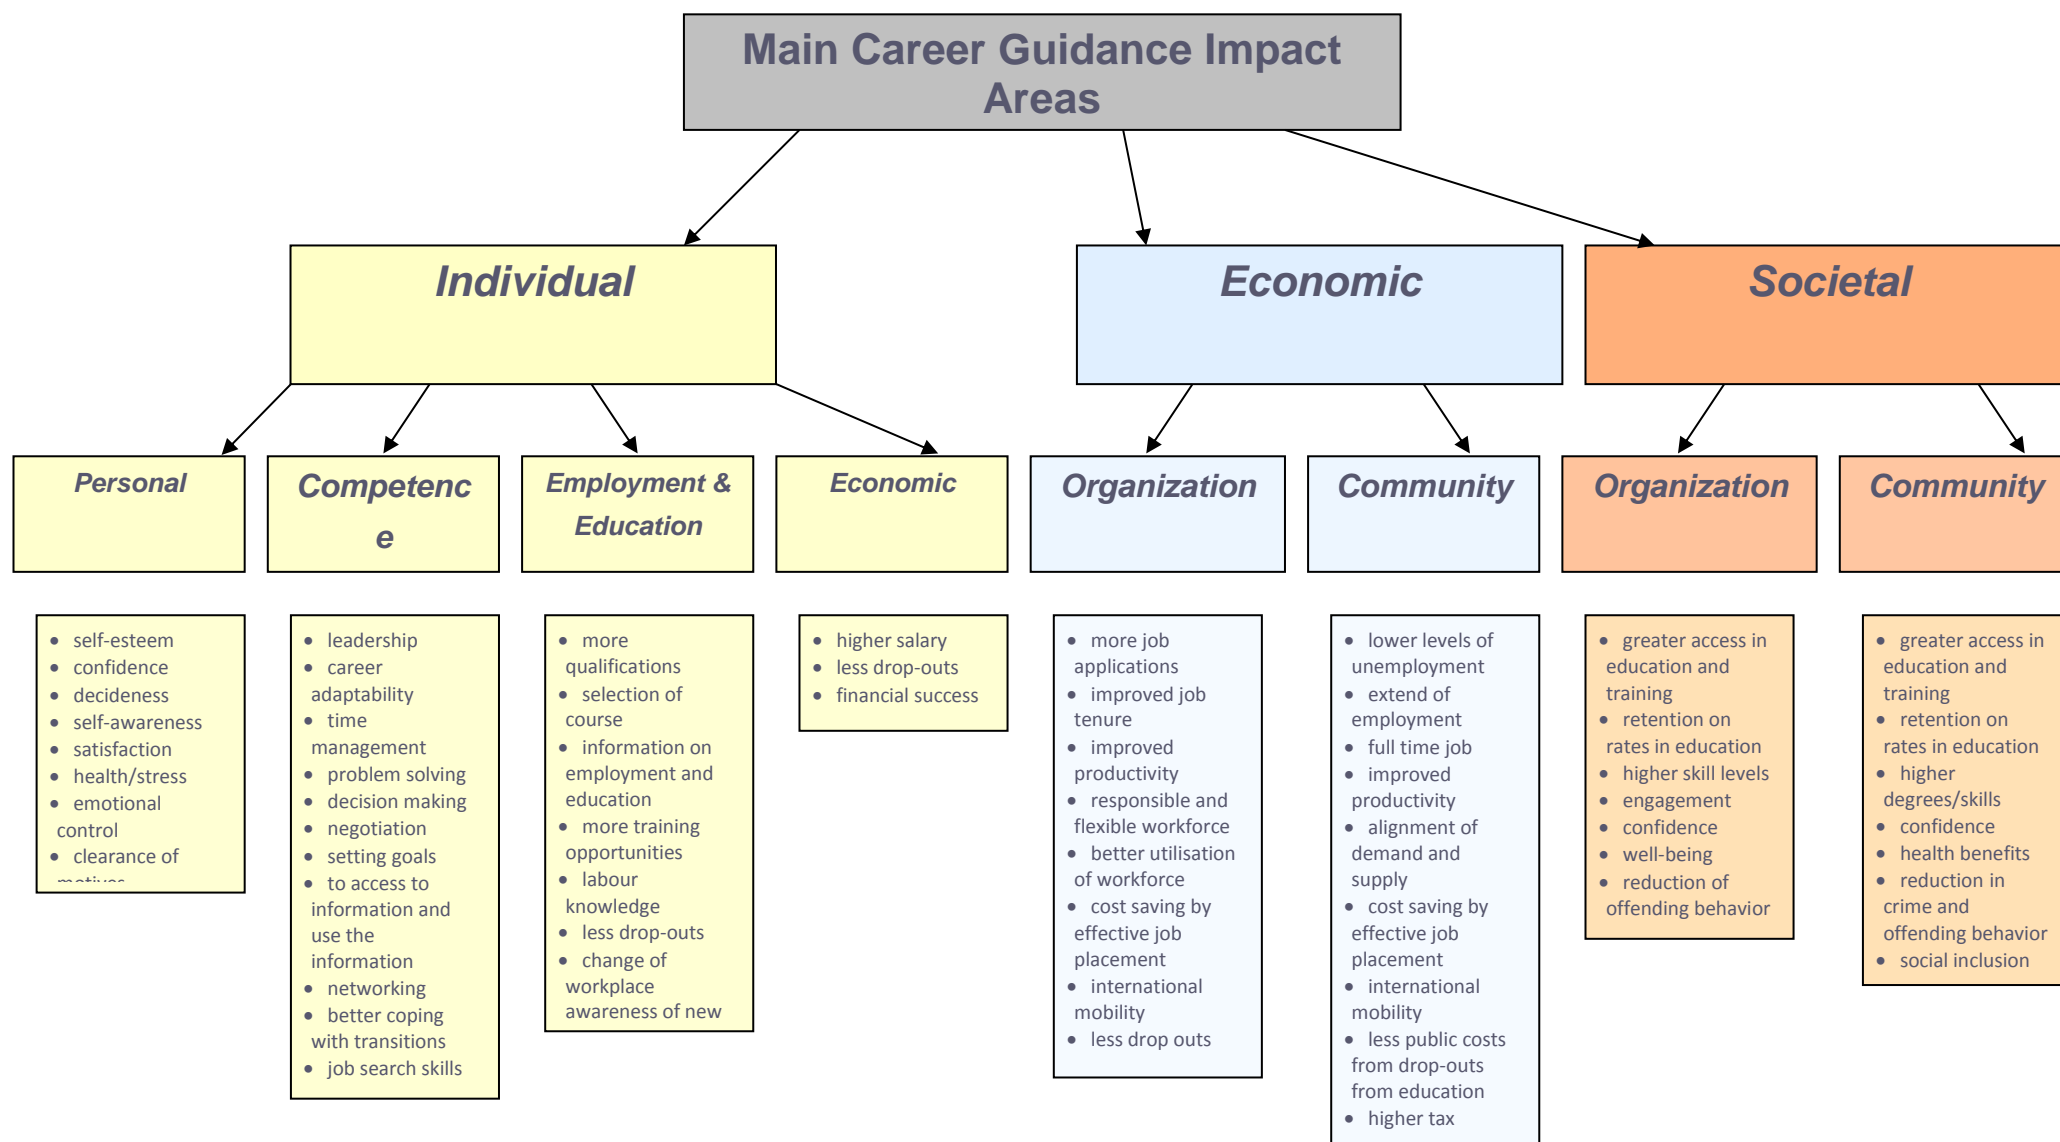 Main Career Guidance Impact
Areas
Individual
Economic
Societal
Personal
Competenc
e
Employment &
Education
Economic
Organization
Community
Organization
Community
• self-esteem
• confidence
• decideness
• self-awareness
• satisfaction
• health/stress
• emotional
control
• clearance of
motives
• leadership
• career
adaptability
• time
management
• problem solving
• decision making
• negotiation
• setting goals
• to access to
information and
use the
information
• networking
• better coping
with transitions
• job search skills
• more
qualifications
• selection of
course
• information on
employment and
education
• more training
opportunities
• labour
knowledge
• less drop-outs
• change of
workplace
awareness of new
• higher salary
• less drop-outs
• financial success
• more job
applications
• improved job
tenure
• improved
productivity
• responsible and
flexible workforce
• better utilisation
of workforce
• cost saving by
effective job
placement
• international
mobility
• less drop outs
• lower levels of
unemployment
• extend of
employment
• full time job
• improved
productivity
• alignment of
demand and
supply
• cost saving by
effective job
placement
• international
mobility
• less public costs
from drop-outs
from education
• higher tax
• greater access in
education and
training
• retention on
rates in education
• higher skill levels
• engagement
• confidence
• well-being
• reduction of
offending behavior
• greater access in
education and
training
• retention on
rates in education
• higher
degrees/skills
• confidence
• health benefits
• reduction in
crime and
offending behavior
• social inclusion